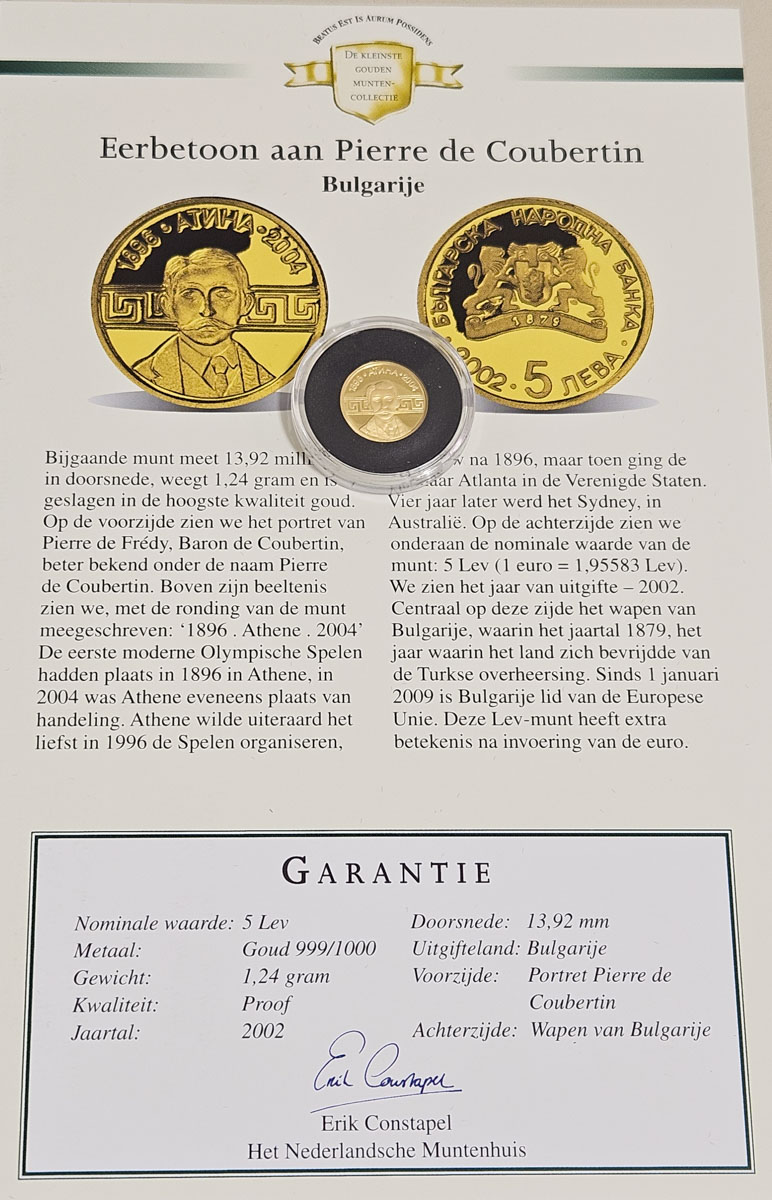 BEATUS EST IS AURUM POSSIDENS
DE KLEINSTE
GOUDEN
MUNTEN-
COLLECTIE
Eerbetoon aan Pierre de Coubertin
Bulgarije
1896 · АТИНА · 2004
· БЪЛГАРСКА НАРОДНА БАНКА ·
1879
2002 · 5 ЛЕВА
1896 · АТИНА · 2004
Bijgaande munt meet 13,92
in doorsnede, weegt 1,24 gram en is
geslagen in de hoogste kwaliteit goud.
Op de voorzijde zien we het portret van
Pierre de Frédy, Baron de Coubertin,
beter bekend onder de naam Pierre
de Coubertin. Boven zijn beeltenis
zien we, met de ronding van de munt
meegeschreven: ‘1896 . Athene . 2004’
De eerste moderne Olympische Spelen
hadden plaats in 1896 in Athene, in
2004 was Athene eveneens plaats van
handeling. Athene wilde uiteraard het
liefst in 1996 de Spelen organiseren,
na 1896, maar toen ging de
Atlanta in de Verenigde Staten.
Vier jaar later werd het Sydney, in
Australië. Op de achterzijde zien we
onderaan de nominale waarde van de
munt: 5 Lev (1 euro = 1,95583 Lev).
We zien het jaar van uitgifte – 2002.
Centraal op deze zijde het wapen van
Bulgarije, waarin het jaartal 1879, het
jaar waarin het land zich bevrijdde van
de Turkse overheersing. Sinds 1 januari
2009 is Bulgarije lid van de Europese
Unie. Deze Lev-munt heeft extra
betekenis na invoering van de euro.
GARANTIE
Nominale waarde: 5 Lev
Metaal: Goud 999/1000
Gewicht: 1,24 gram
Kwaliteit: Proof
Jaartal: 2002
Doorsnede: 13,92 mm
Uitgifteland: Bulgarije
Voorzijde: Portret Pierre de
Coubertin
Achterzijde: Wapen van Bulgarije
Erik Constapel
Erik Constapel
Het Nederlandsche Muntenhuis